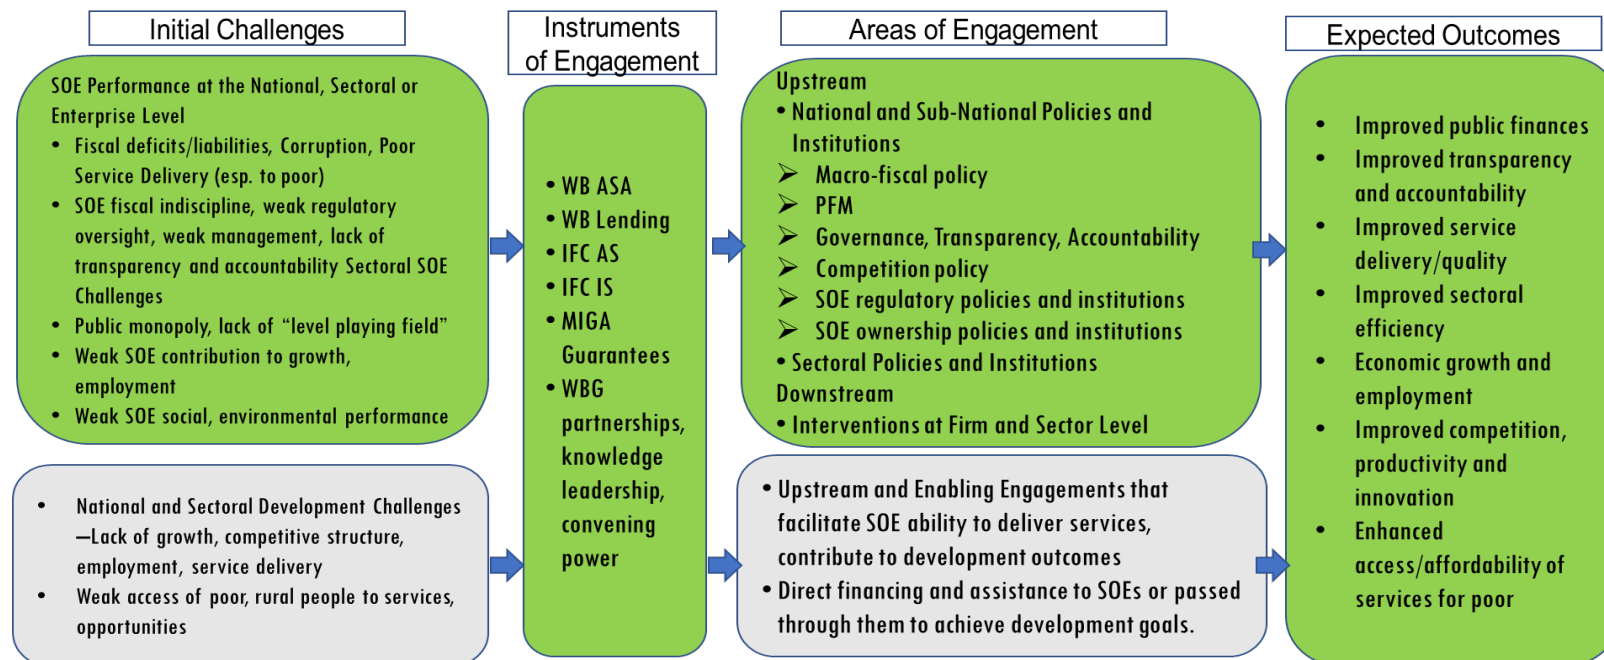 Initial Challenges
SOE Performance at the National, Sectoral or
Enterprise Level
• Fiscal deficits/liabilities, Corruption, Poor
Service Delivery (esp. to poor)
• SOE fiscal indiscipline, weak regulatory
oversight, weak management, lack of
transparency and accountability Sectoral SOE
Challenges
• Public monopoly, lack of “level playing field”
• Weak SOE contribution to growth,
employment
• Weak SOE social, environmental performance
• National and Sectoral Development Challenges
—Lack of growth, competitive structure,
employment, service delivery
• Weak access of poor, rural people to services,
opportunities
Instruments
of Engagement
• WB ASA
• WB Lending
• IFC AS
• IFC IS
• MIGA
Guarantees
• WBG
partnerships,
knowledge
leadership,
convening
power
Areas of Engagement
Upstream
• National and Sub-National Policies and
Institutions
➢ Macro-fiscal policy
➢ PFM
➢ Governance, Transparency, Accountability
➢ Competition policy
➢ SOE regulatory policies and institutions
➢ SOE ownership policies and institutions
• Sectoral Policies and Institutions
Downstream
• Interventions at Firm and Sector Level
• Upstream and Enabling Engagements that
facilitate SOE ability to deliver services,
contribute to development outcomes
• Direct financing and assistance to SOEs or passed
through them to achieve development goals.
Expected Outcomes
• Improved public finances
• Improved transparency
and accountability
• Improved service
delivery/quality
• Improved sectoral
efficiency
• Economic growth and
employment
• Improved competition,
productivity and
innovation
• Enhanced
access/affordability of
services for poor